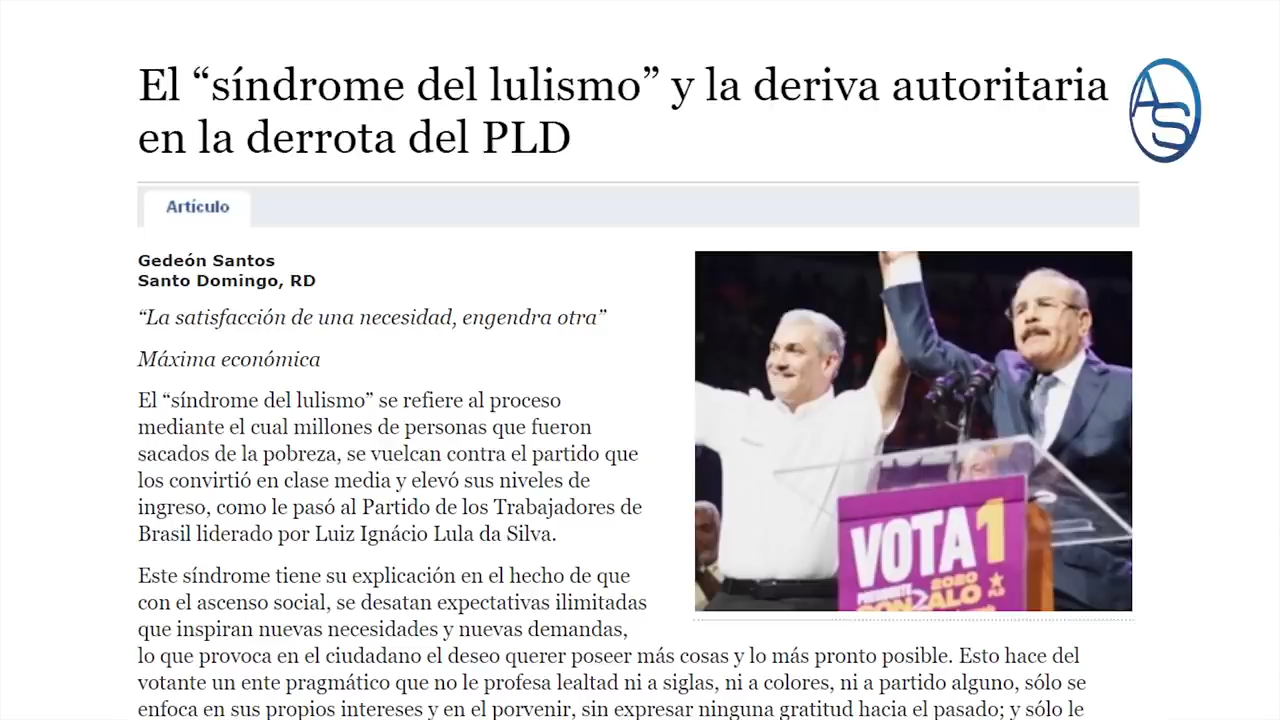 El “síndrome del lulismo” y la deriva autoritaria
en la derrota del PLD
AS
Artículo
Gedeón Santos
Santo Domingo, RD
“La satisfacción de una necesidad, engendra otra”
Máxima económica
El “síndrome del lulismo” se refiere al proceso
mediante el cual millones de personas que fueron
sacados de la pobreza, se vuelcan contra el partido que
los convirtió en clase media y elevó sus niveles de
ingreso, como le pasó al Partido de los Trabajadores de
Brasil liderado por Luiz Ignácio Lula da Silva.
Este síndrome tiene su explicación en el hecho de que
con el ascenso social, se desatan expectativas ilimitadas
que inspiran nuevas necesidades y nuevas demandas,
lo que provoca en el ciudadano el deseo querer poseer más cosas y lo más pronto posible. Esto hace del
votante un ente pragmático que no le profesa lealtad ni a siglas, ni a colores, ni a partido alguno, sólo se
enfoca en sus propios intereses y en el porvenir, sin expresar ninguna gratitud hacia el pasado; y sólo le
VOTA 1
2020
PLD